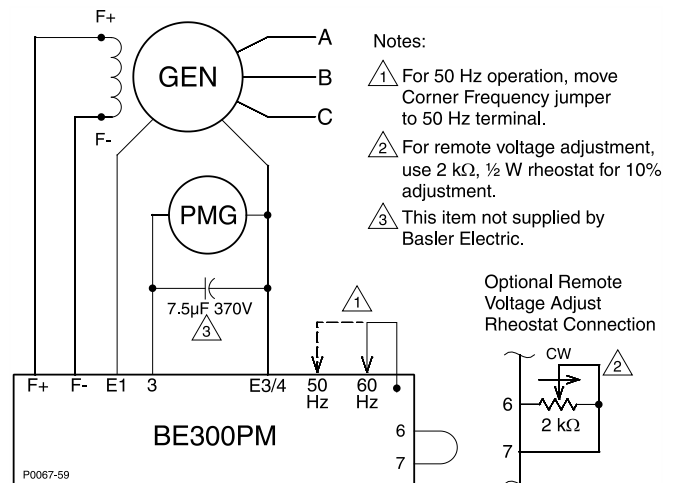 F+
F-
GEN
A
B
C
PMG
7.5µF 370V
3
1
Notes:
1 For 50 Hz operation, move
Corner Frequency jumper
to 50 Hz terminal.
2 For remote voltage adjustment,
use 2 kΩ, ½ W rheostat for 10%
adjustment.
3 This item not supplied by
Basler Electric.
Optional Remote
Voltage Adjust
Rheostat Connection
CW
2
6
2 kΩ
7
F+ F- E1 3 E3/4 50 60
Hz Hz
BE300PM
6
7
P0067-59